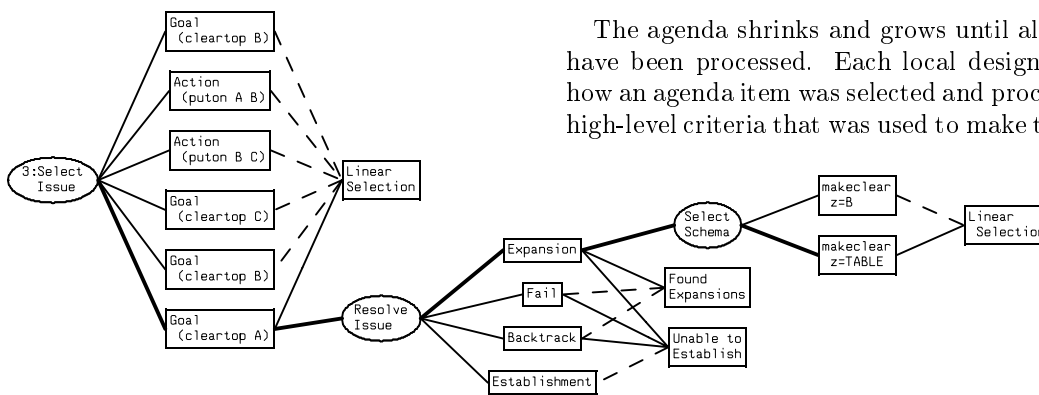 The agenda shrinks and grows until al
have been processed. Each local design
how an agenda item was selected and proc
high-level criteria that was used to make t
3:Select
Issue
Goal
(cleartop B)
Action
(puton A B)
Action
(puton B C)
Goal
(cleartop C)
Goal
(cleartop B)
Goal
(cleartop A)
Linear
Selection
Resolve
Issue
Expansion
Fail
Backtrack
Establishment
Select
Schema
Found
Expansions
Unable to
Establish
makeclear
z=B
makeclear
z=TABLE
Linear
Selection